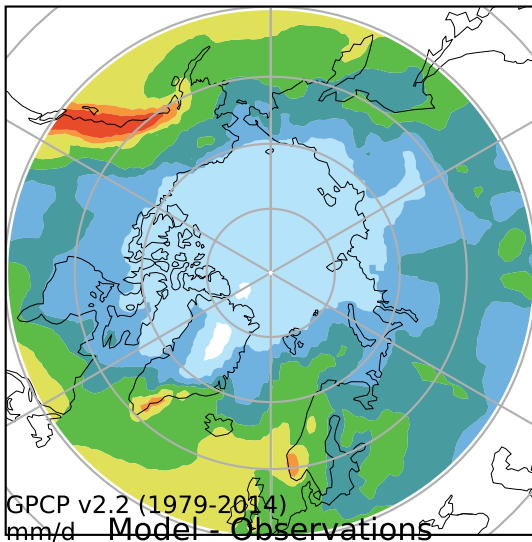 GPCP v2.2 (1979-2014)
mm/d Model - Observations